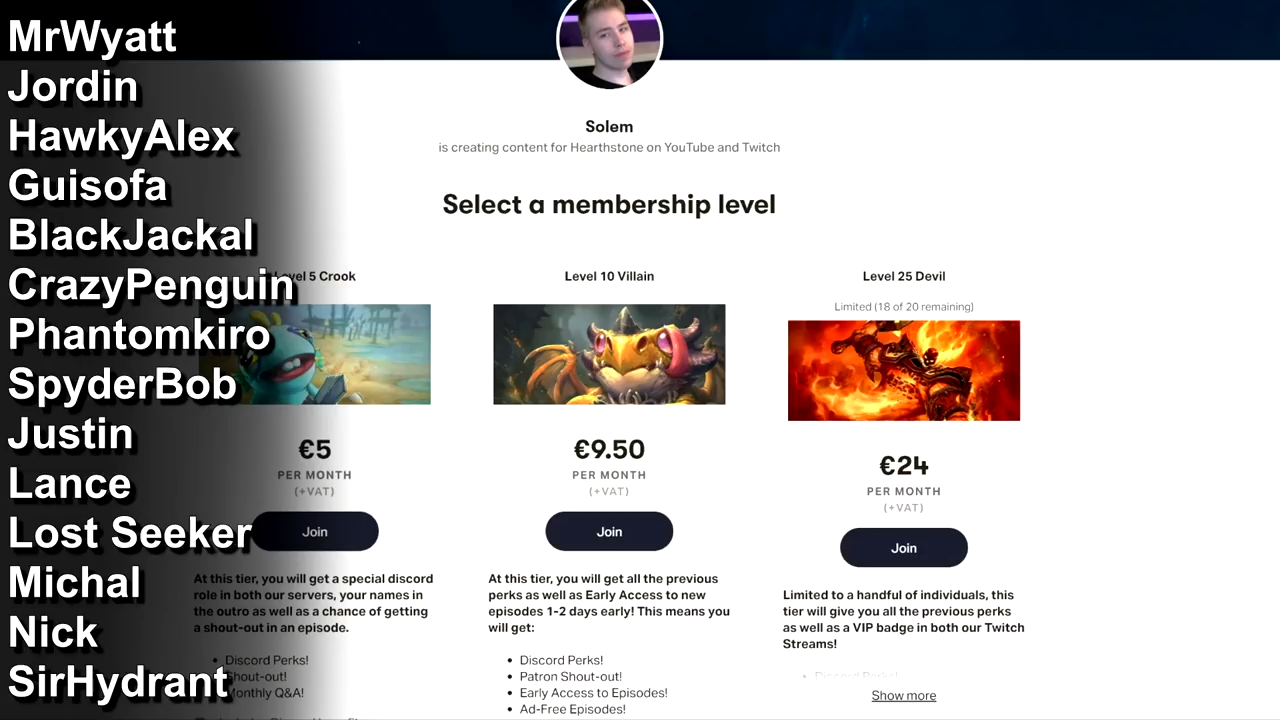 MrWyatt
Jordin
HawkyAlex
Guisofa
BlackJackal
CrazyPenguin
Phantomkiro
SpyderBob
Justin
Lance
Lost Seeker
Michal
Nick
SirHydrant
Solem
is creating content for Hearthstone on YouTube and Twitch
Select a membership level
Level 5 Crook
€5
PER MONTH
(+VAT)
Join
At this tier, you will get a special discord
role in both our servers, your names in
the outro as well as a chance of getting
a shout-out in an episode.
• Discord Perks!
Shout-out!
Monthly Q&A!
Level 10 Villain
€9.50
PER MONTH
(+VAT)
Join
At this tier, you will get all the previous
perks as well as Early Access to new
episodes 1-2 days early! This means you
will get:
• Discord Perks!
• Patron Shout-out!
• Early Access to Episodes!
• Ad-Free Episodes!
Level 25 Devil
Limited (18 of 20 remaining)
€24
PER MONTH
(+VAT)
Join
Limited to a handful of individuals, this
tier will give you all the previous perks
as well as a VIP badge in both our Twitch
Streams!
• Discord Perks!
Show more